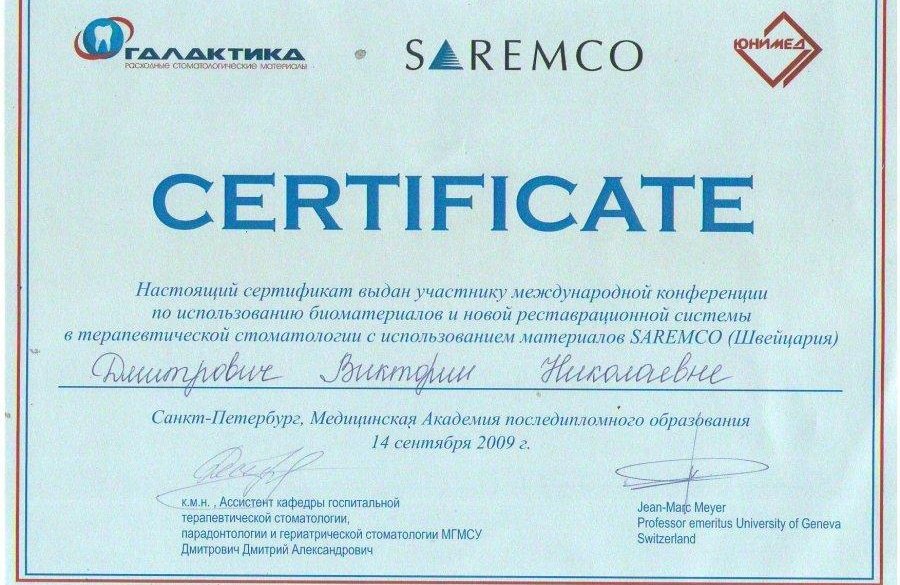 ГАЛАКТИКА
РАСХОДНЫЕ СТОМАТОЛОГИЧЕСКИЕ МАТЕРИАЛЫ
SAREMCO
ЮНИМЕД
CERTIFICATE
Настоящий сертификат выдан участнику международной конференции
по использованию биоматериалов и новой реставрационной системы
в терапевтической стоматологии с использованием материалов SAREMCO (Швейцария)
Дмитрович Виктории Николаевне
Санкт-Петербург, Медицинская Академия последипломного образования
14 сентября 2009 г.
к.м.н. , Ассистент кафедры госпитальной
терапевтической стоматологии,
парадонтологии и гериатрической стоматологии МГМСУ
Дмитрович Дмитрий Александрович
Jean-Marc Meyer
Professor emeritus University of Geneva
Switzerland